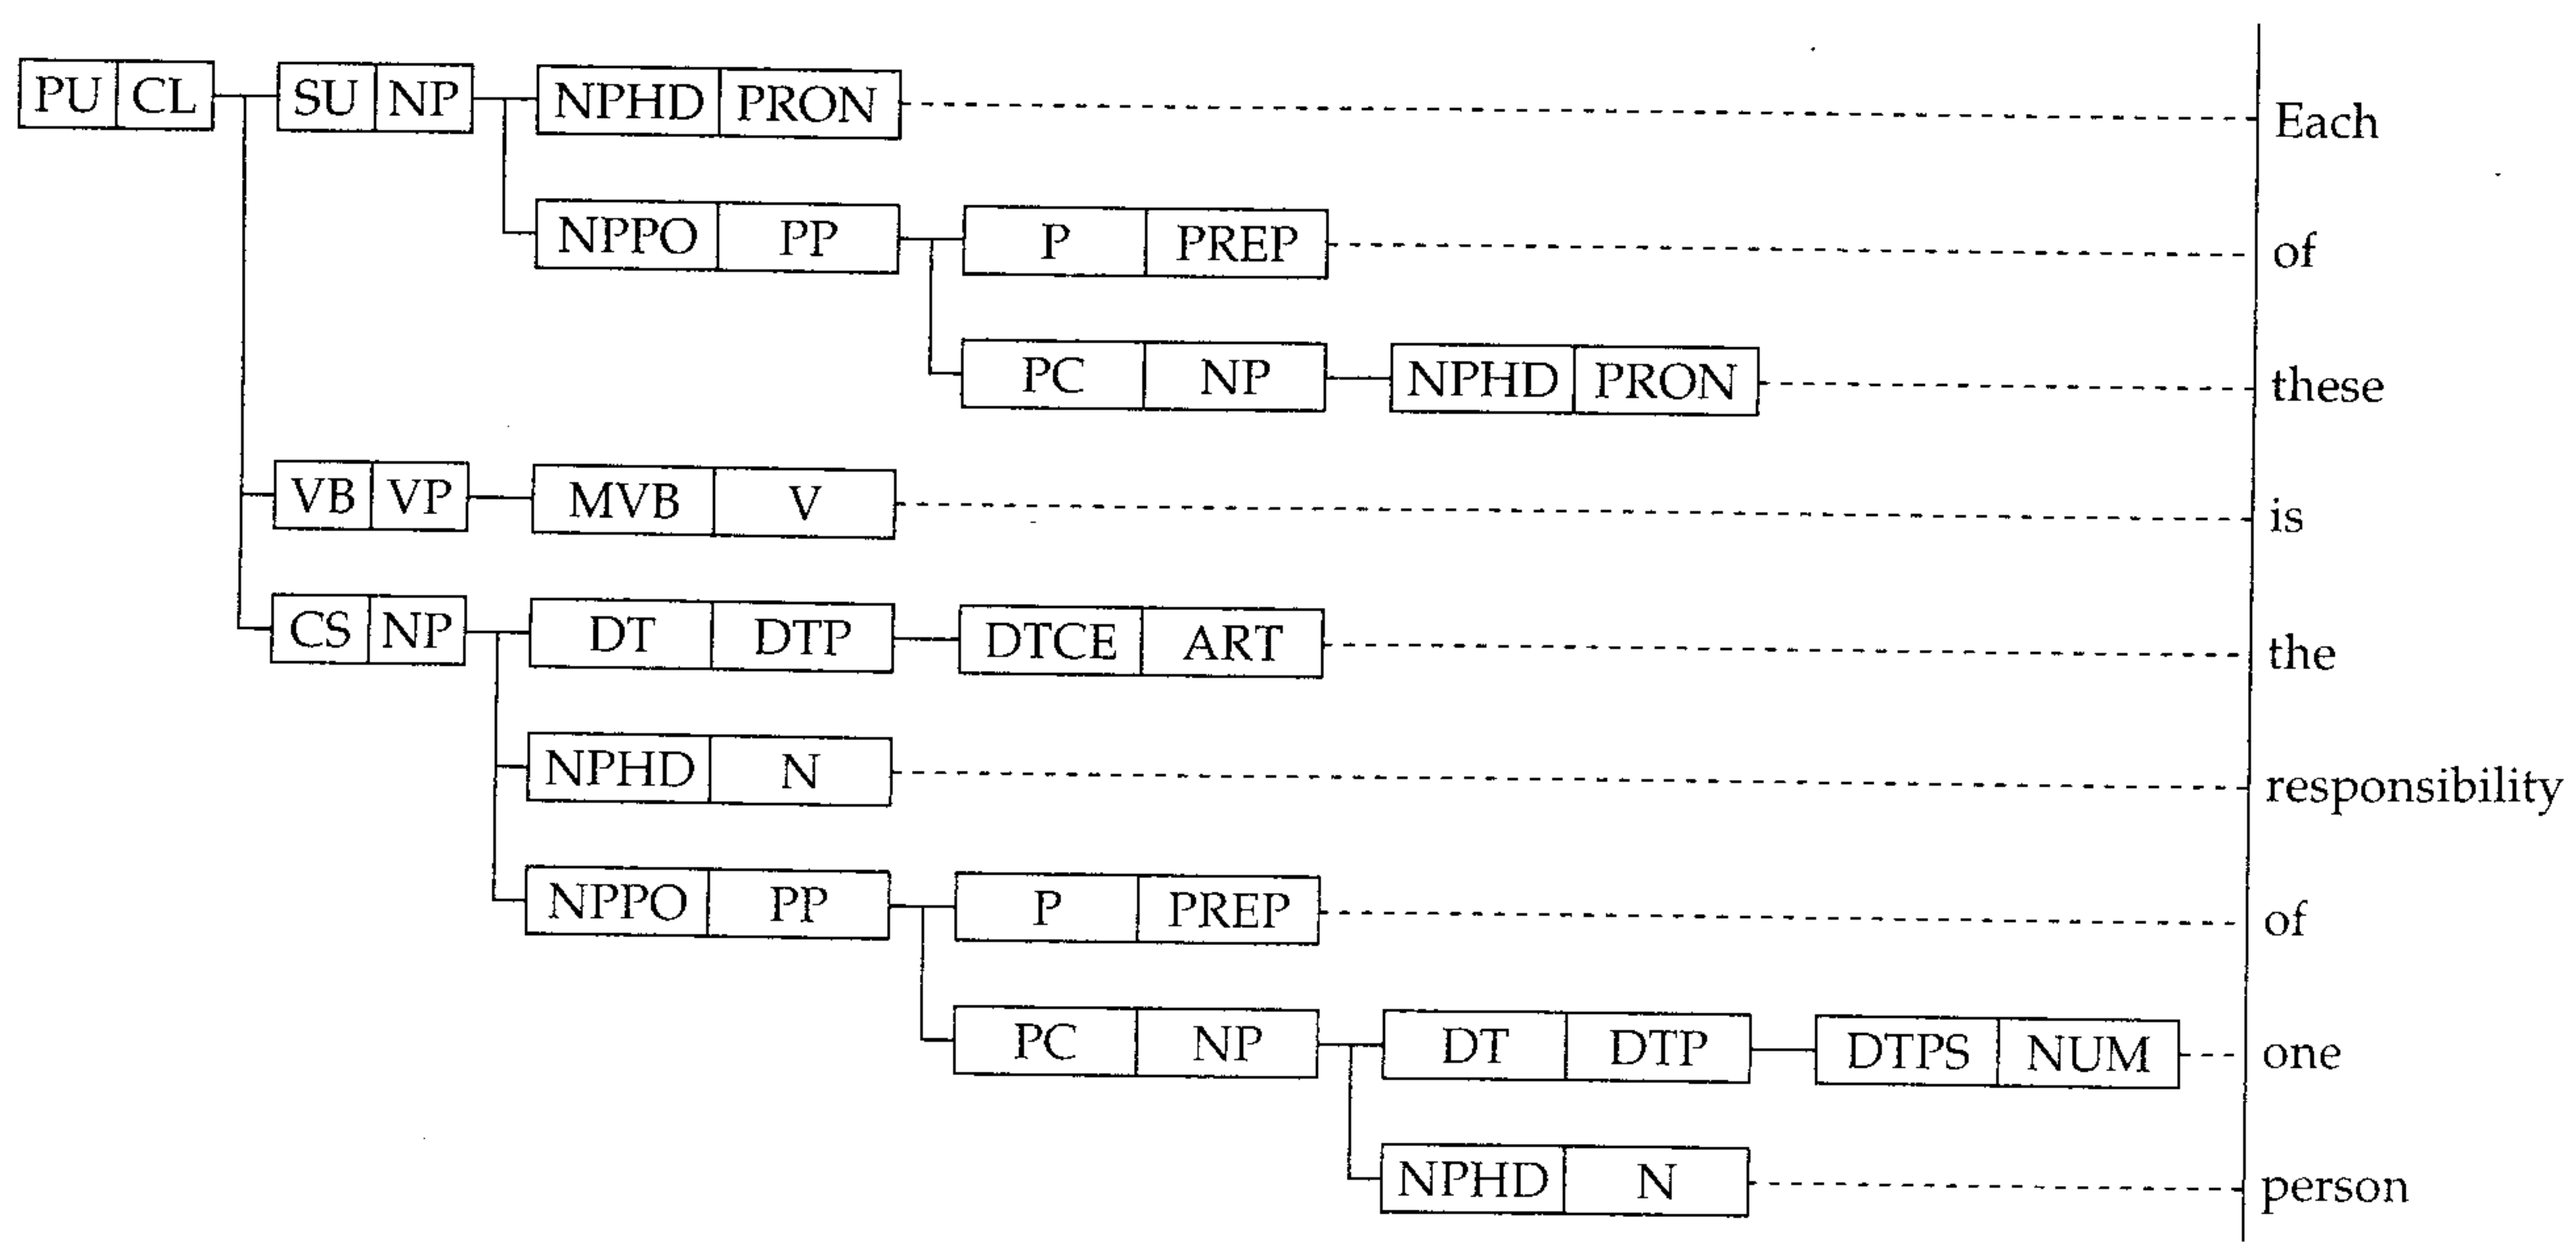 PU CL SU NP NPHD PRON Each
NPPO PP P PREP of
PC NP NPHD PRON these
VB VP MVB V is
CS NP DT DTP DTCE ART the
NPHD N responsibility
NPPO PP P PREP of
PC NP DT DTP DTPS NUM one
NPHD N person